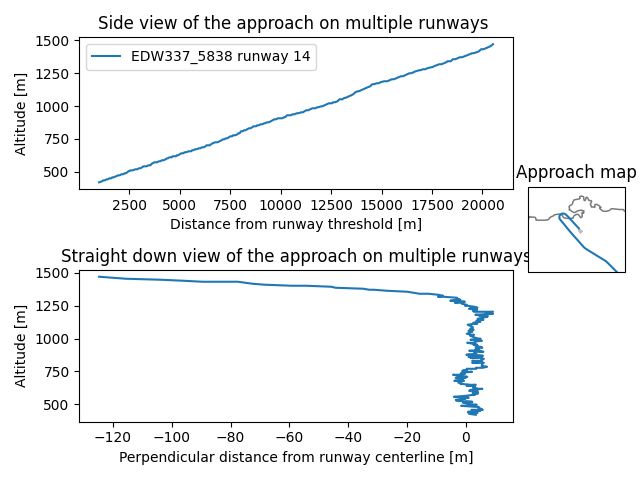 Side view of the approach on multiple runways
1500
1250
1000
750
500
Altitude [m]
EDW337_5838 runway 14
2500 5000 7500 10000 12500 15000 17500 20000
Distance from runway threshold [m]
Approach map
Straight down view of the approach on multiple runways
1500
1250
1000
750
500
Altitude [m]
−120 −100 −80 −60 −40 −20 0
Perpendicular distance from runway centerline [m]